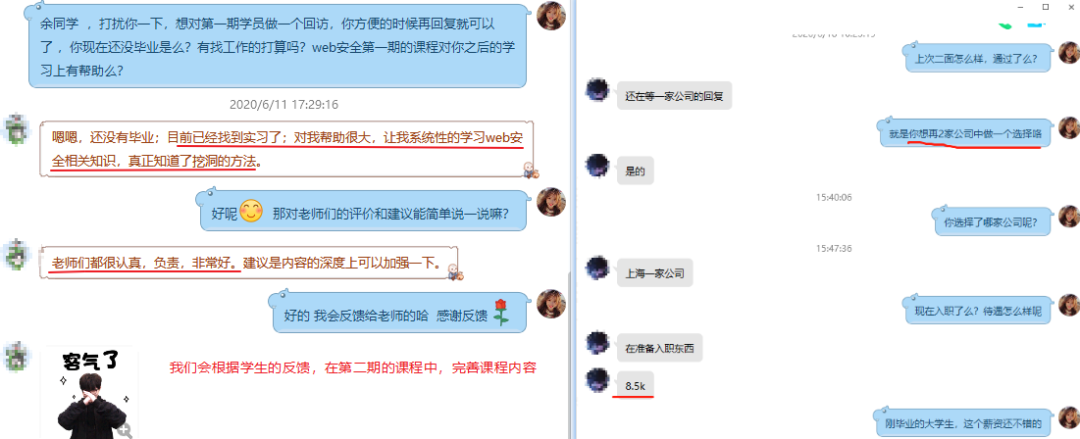 余同学 ，打扰你一下，想对第一期学员做一个回访，你方便的时候再回复就可以
了 ，你现在还没毕业是么？有找工作的打算吗？web安全第一期的课程对你之后的学
习上有帮助么？
2020/6/11 17:29:16
嗯嗯，还没有毕业；目前已经找到实习了；对我帮助很大，让我系统性的学习web安
全相关知识，真正知道了挖洞的方法。
好呢 那对老师们的评价和建议能简单说一说嘛？
老师们都很认真，负责，非常好。建议是内容的深度上可以加强一下。
好的 我会反馈给老师的哈 感谢反馈
客气了
我们会根据学生的反馈，在第二期的课程中，完善课程内容
上次二面怎么样，通过了么？
还在等一家公司的回复
就是你想再2家公司中做一个选择咯
是的
15:40:06
你选择了哪家公司呢？
15:47:36
上海一家公司
现在入职了么？待遇怎么样呢
在准备入职东西
8.5k
刚毕业的大学生，这个薪资还不错的